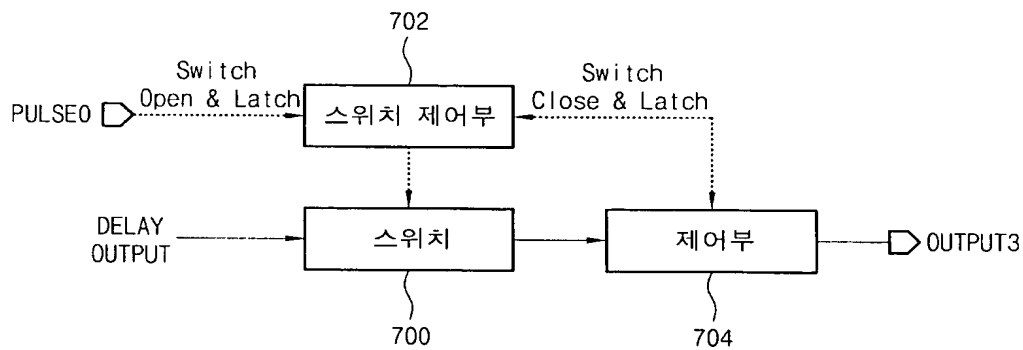 702
Switch
Open & Latch
Switch
Close & Latch
PULSE0
스위치 제어부
DELAY
OUTPUT
스위치
제어부
OUTPUT3
700
704